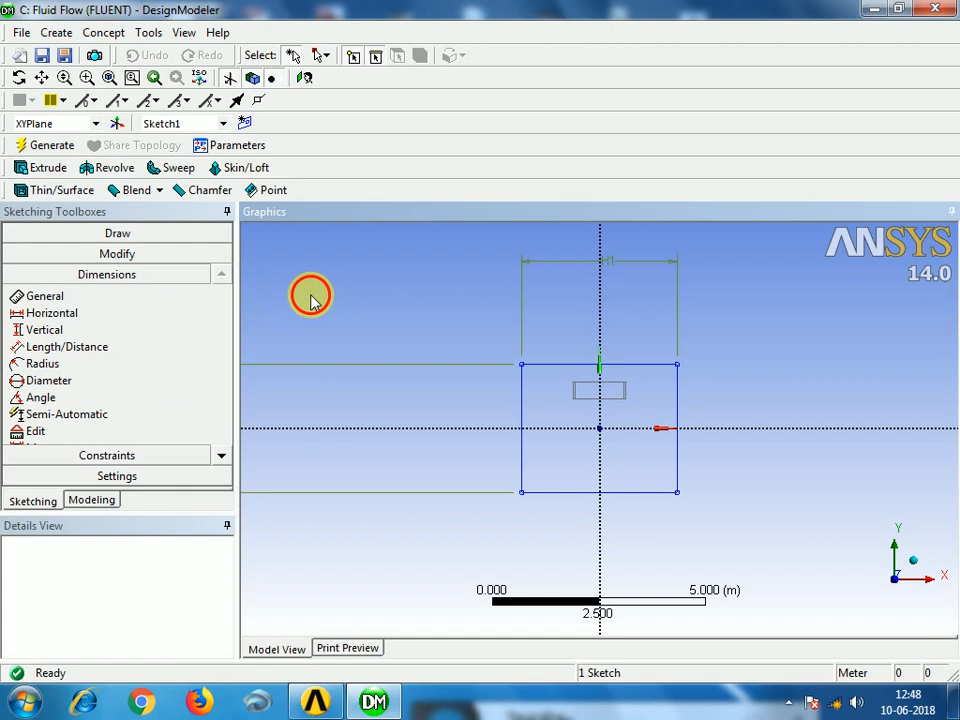 C: Fluid Flow (FLUENT) - DesignModeler
File Create Concept Tools View Help
Undo Redo Select:
ISO
XYPlane Sketch1
Generate Share Topology Parameters
Extrude Revolve Sweep Skin/Loft
Thin/Surface Blend Chamfer Point
Sketching Toolboxes
Draw
Modify
Dimensions
General
Horizontal
Vertical
Length/Distance
Radius
Diameter
Angle
Semi-Automatic
Edit
Constraints
Settings
Sketching Modeling
Details View
Graphics
ANSYS
14.0
H1
Y
X
Z
0.000 5.000 (m)
2.500
Model View Print Preview
Ready 1 Sketch Meter 0 0
DM
12:48
10-06-2018